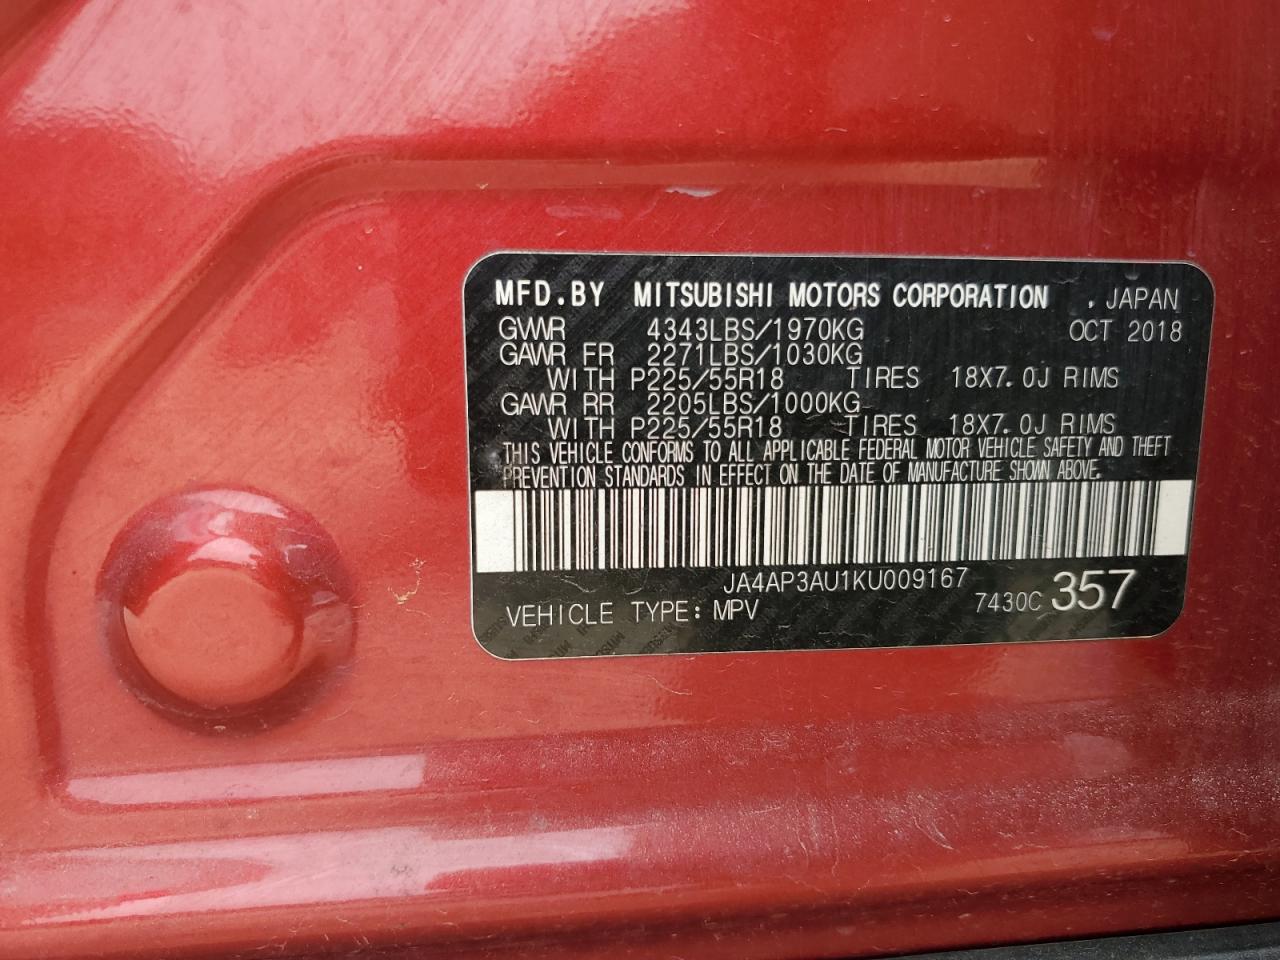 MFD.BY MITSUBISHI MOTORS CORPORATION . JAPAN
GVWR 4343LBS/1970KG OCT 2018
GAWR FR 2271LBS/1030KG
WITH P225/55R18 TIRES 18X7.0J RIMS
GAWR RR 2205LBS/1000KG
WITH P225/55R18 TIRES 18X7.0J RIMS
THIS VEHICLE CONFORMS TO ALL APPLICABLE FEDERAL MOTOR VEHICLE SAFETY AND THEFT
PREVENTION STANDARDS IN EFFECT ON THE DATE OF MANUFACTURE SHOWN ABOVE.
JA4AP3AU1KU009167
VEHICLE TYPE: MPV 7430C 357